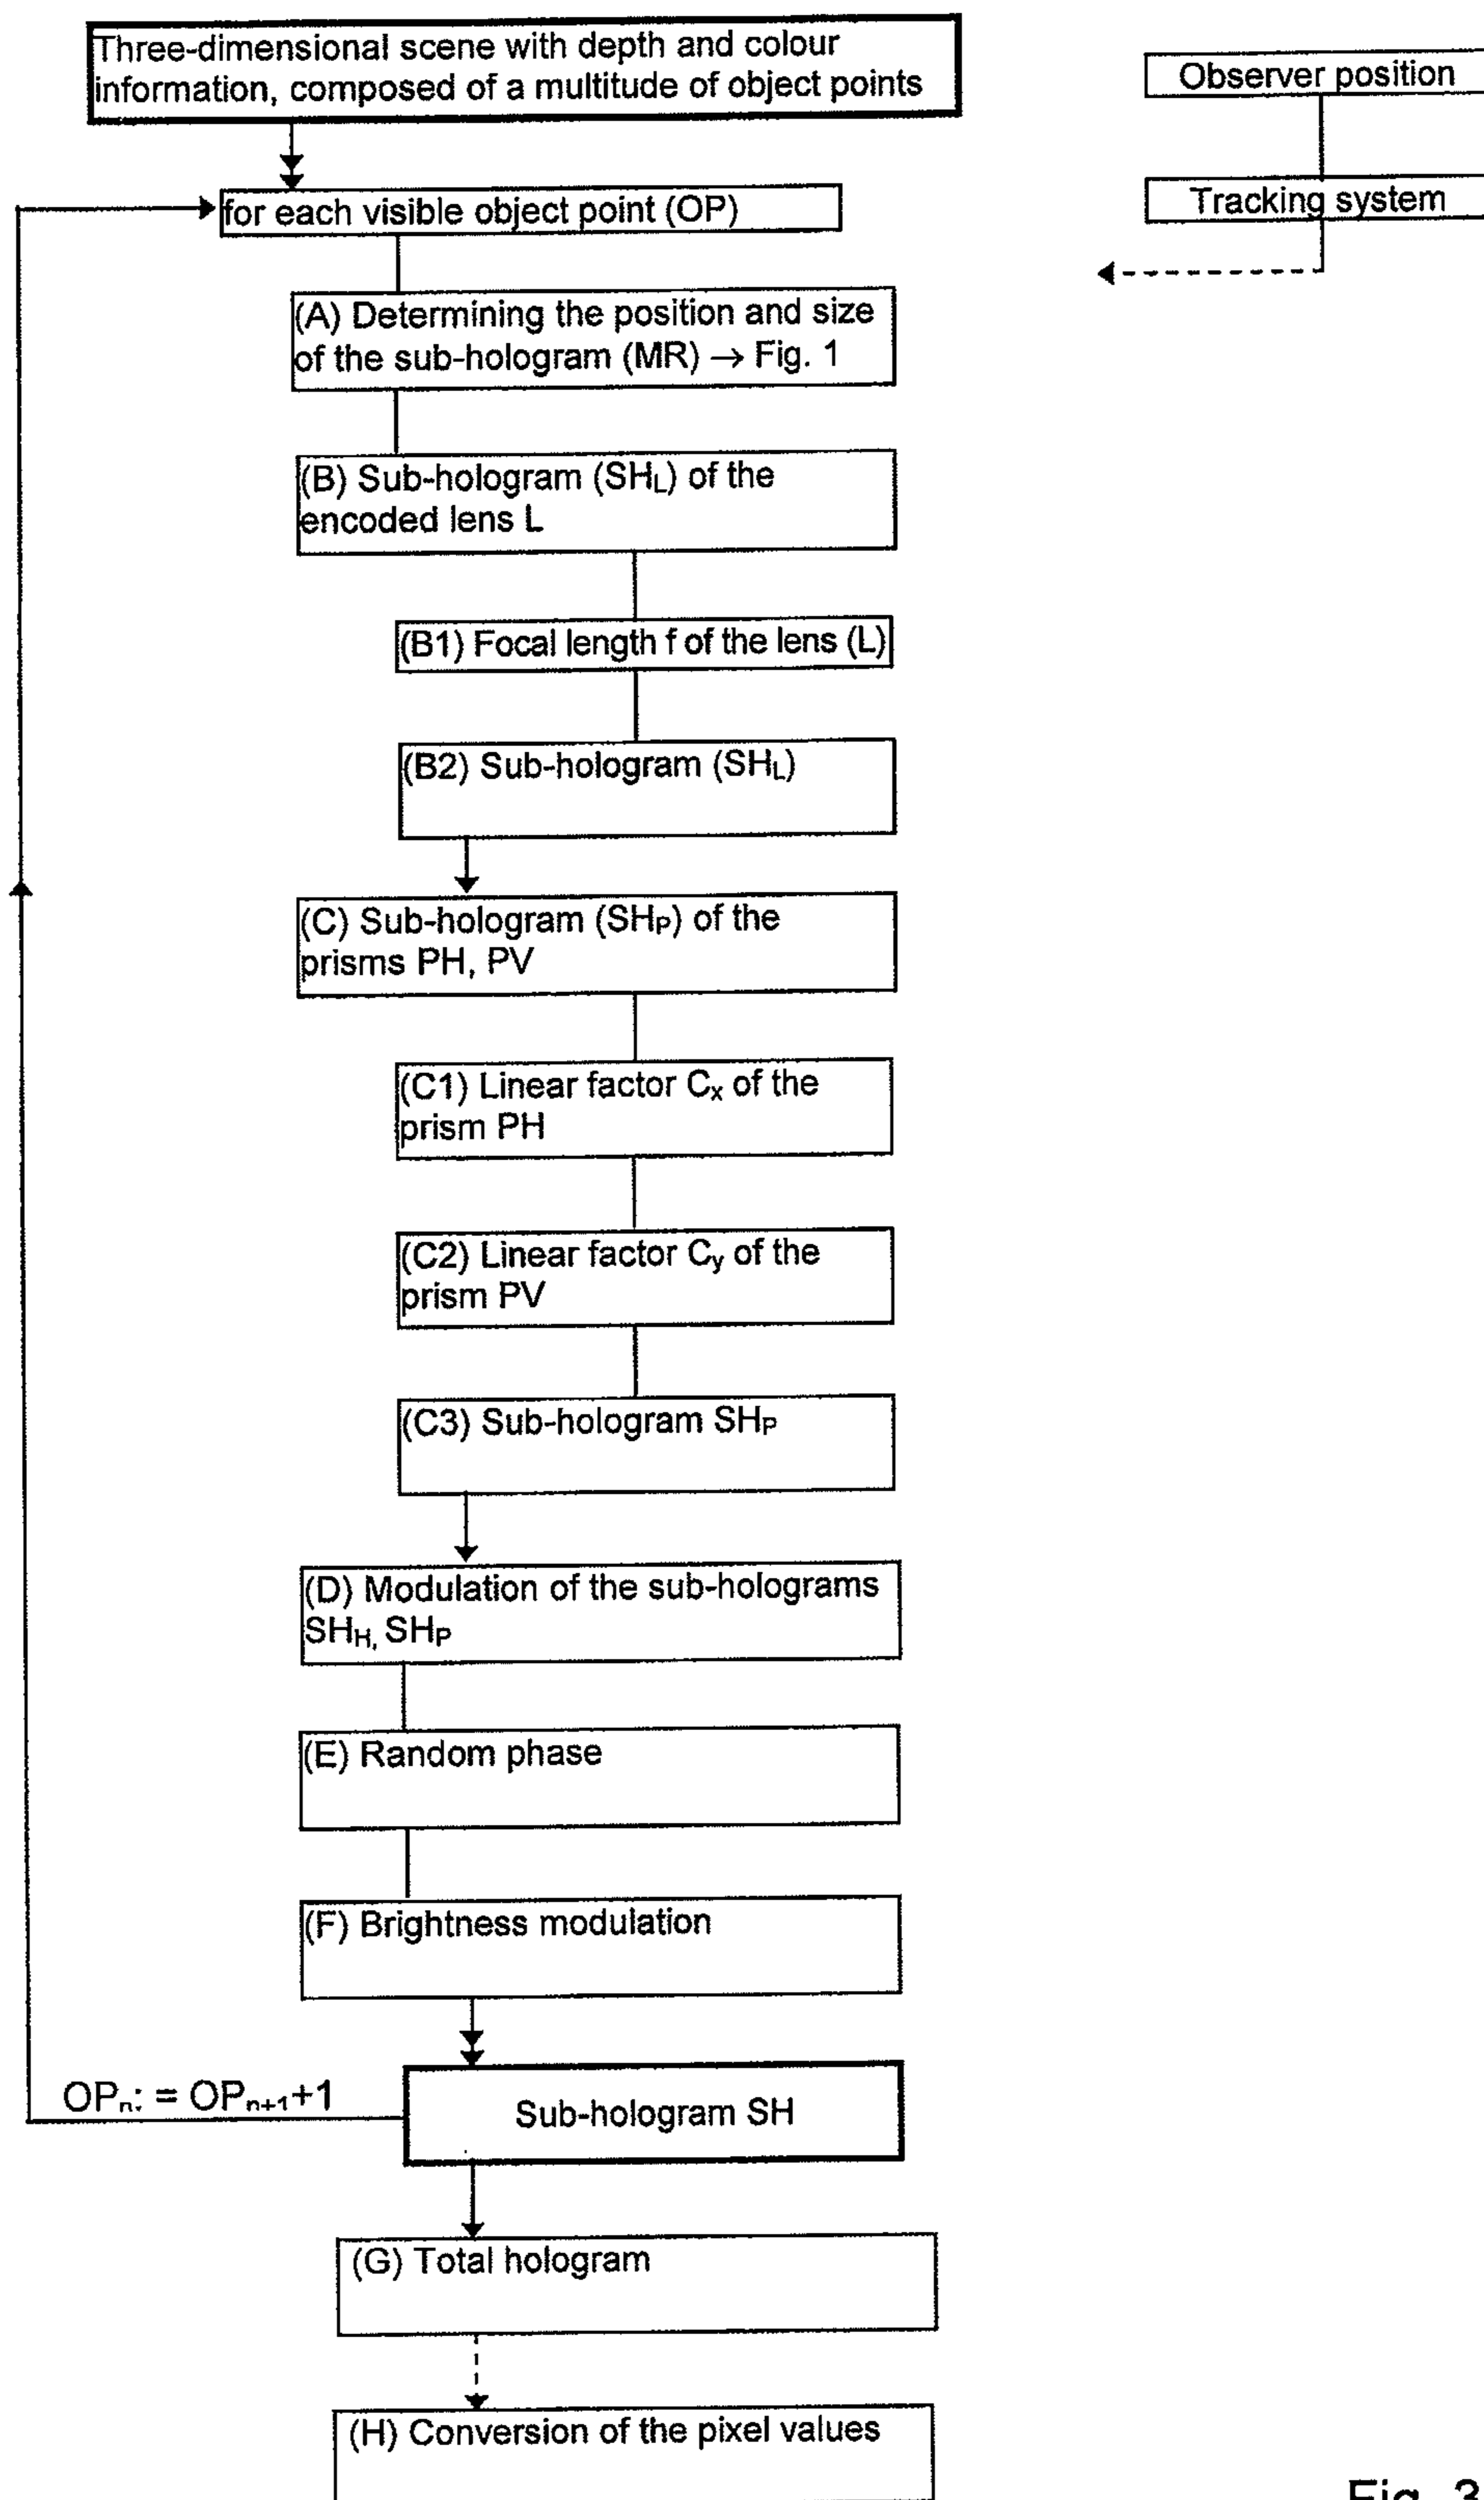 Three-dimensional scene with depth and colour
information, composed of a multitude of object points
Observer position
Tracking system
for each visible object point (OP)
(A) Determining the position and size
of the sub-hologram (MR) → Fig. 1
(B) Sub-hologram (SHL) of the
encoded lens L
(B1) Focal length f of the lens (L)
(B2) Sub-hologram (SHL)
(C) Sub-hologram (SHP) of the
prisms PH, PV
(C1) Linear factor Cx of the
prism PH
(C2) Linear factor Cy of the
prism PV
(C3) Sub-hologram SHP
(D) Modulation of the sub-holograms
SHH, SHP
(E) Random phase
(F) Brightness modulation
OPn: = OPn+1+1
Sub-hologram SH
(G) Total hologram
(H) Conversion of the pixel values
Fig. 3